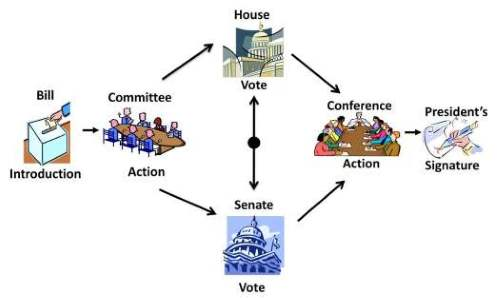 Bill
Introduction
Committee
Action
House
Vote
Senate
Vote
Conference
Action
President's
Signature